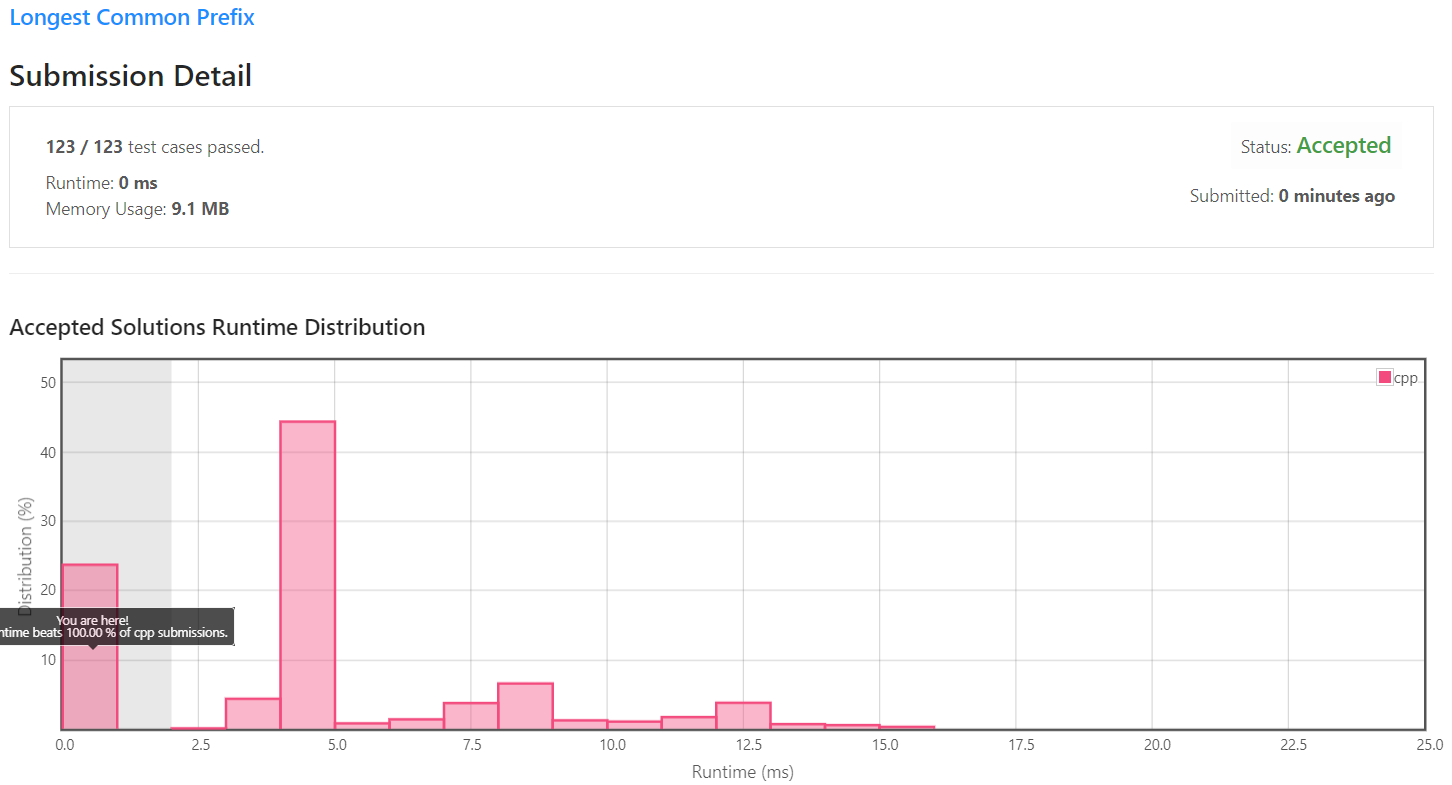 Longest Common Prefix
Submission Detail
123 / 123 test cases passed.
Status: Accepted
Runtime: 0 ms
Submitted: 0 minutes ago
Memory Usage: 9.1 MB
Accepted Solutions Runtime Distribution
cpp
50
40
30
20
10
Distribution (%)
You are here!
ntime beats 100.00 % of cpp submissions.
0.0 2.5 5.0 7.5 10.0 12.5 15.0 17.5 20.0 22.5 25.0
Runtime (ms)